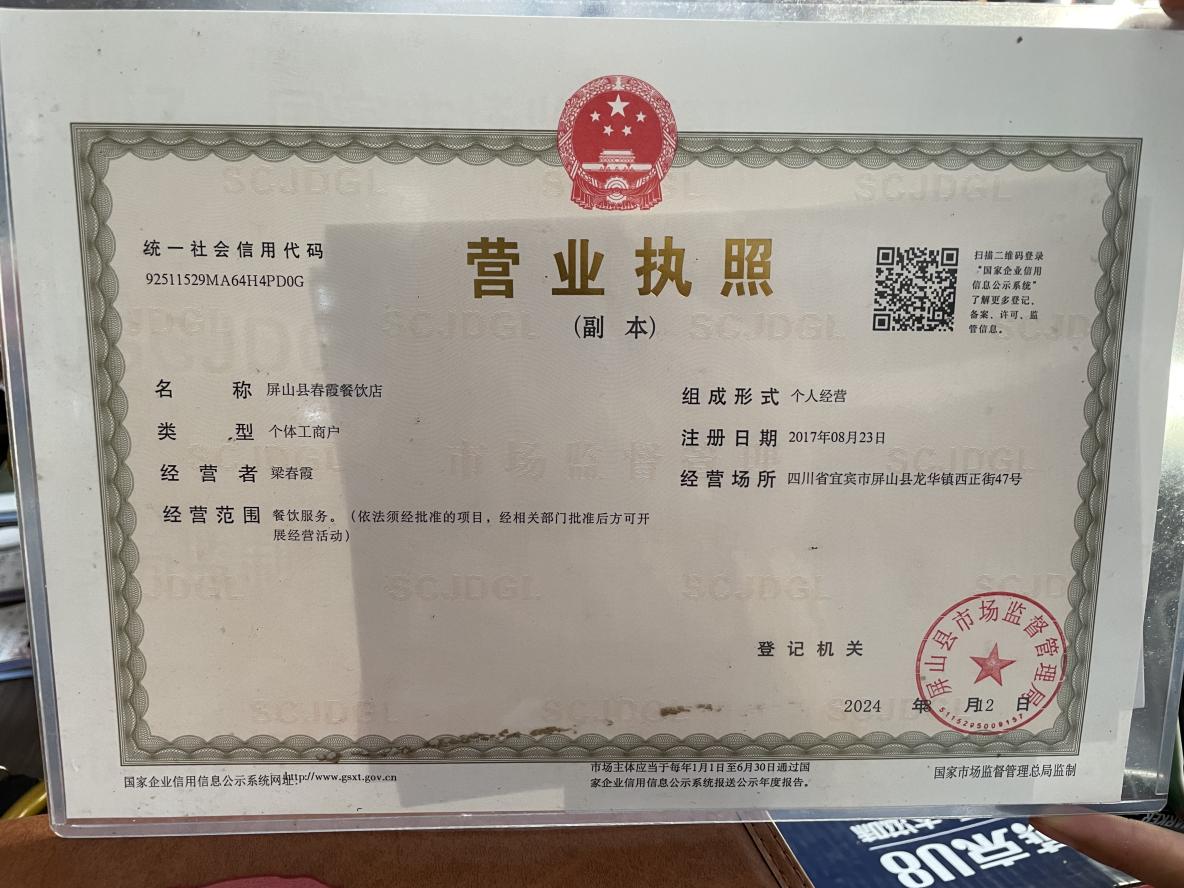 统一社会信用代码
92511529MA64H4PD0G
营业执照
(副 本)
扫描二维码登录
“国家企业信用
信息公示系统”
了解更多登记、
备案、许可、监
管信息。
名 称 屏山县春霞餐饮店
类 型 个体工商户
经 营 者 梁春霞
经营范围 餐饮服务。(依法须经批准的项目，经相关部门批准后方可开
展经营活动)
组成形式 个人经营
注册日期 2017年08月23日
经营场所 四川省宜宾市屏山县龙华镇西正街47号
登记机关
屏山县市场监督管理局
5115295009157
2024 年3 月12 日
国家企业信用信息公示系统网址：http://www.gsxt.gov.cn
市场主体应当于每年1月1日至6月30日通过国
家企业信用信息公示系统报送公示年度报告。
国家市场监督管理总局监制
SCJDGL
市场监督管理